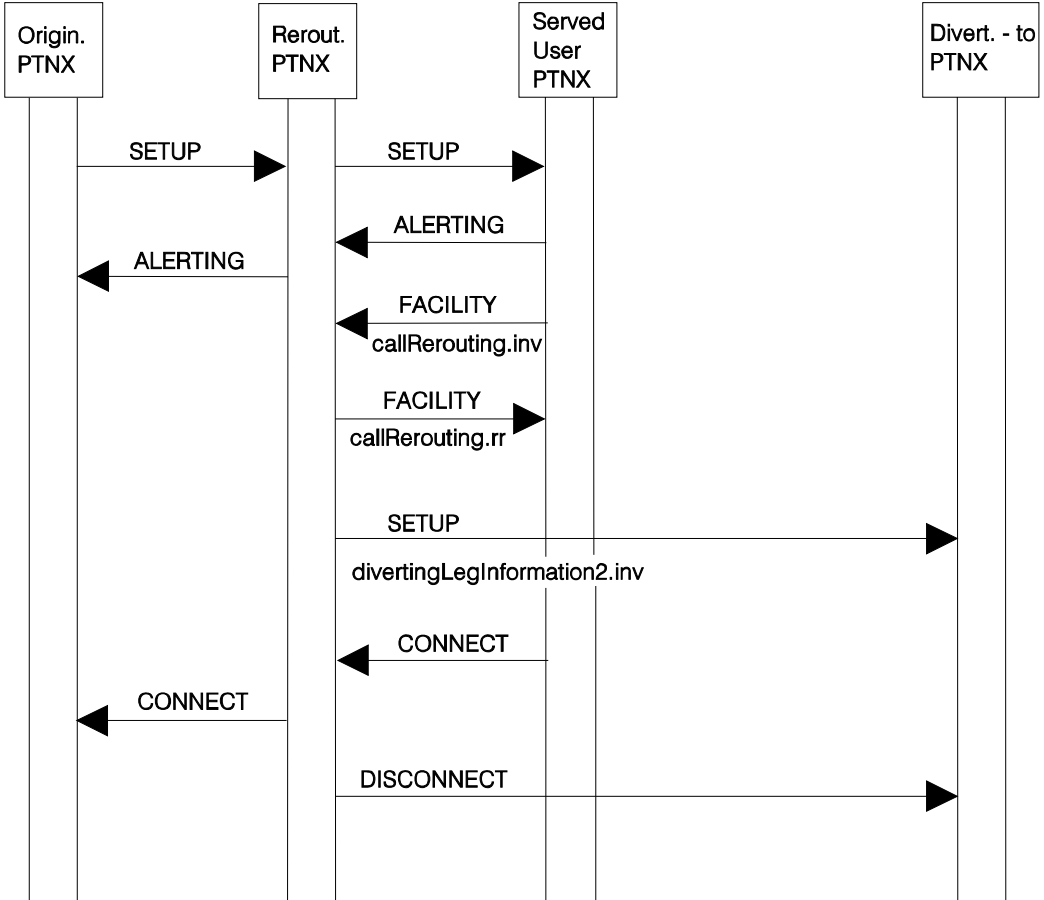 Origin.
PTNX
Rerout.
PTNX
Served
User
PTNX
Divert. - to
PTNX
SETUP
SETUP
ALERTING
ALERTING
FACILITY
callRerouting.inv
FACILITY
callRerouting.rr
SETUP
divertingLegInformation2.inv
CONNECT
CONNECT
DISCONNECT